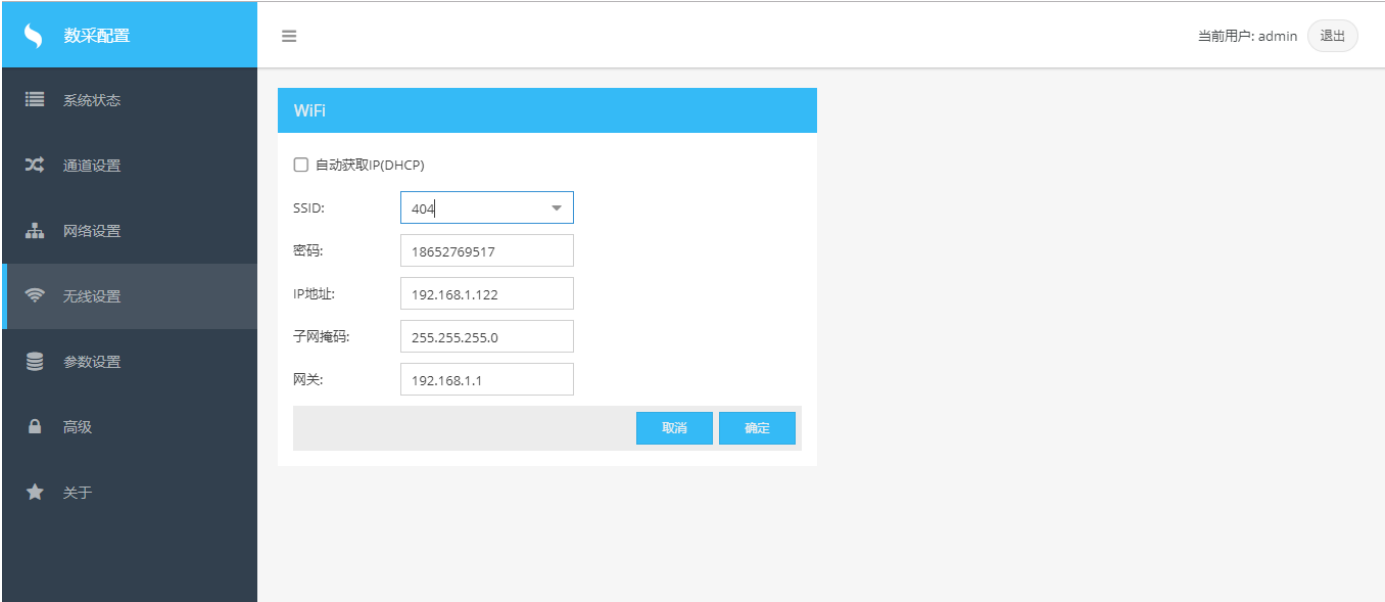 数采配置
当前用户: admin 退出
系统状态
通道设置
网络设置
无线设置
参数设置
高级
关于
WiFi
自动获取IP(DHCP)
SSID: 404
密码: 18652769517
IP地址: 192.168.1.122
子网掩码: 255.255.255.0
网关: 192.168.1.1
取消 确定